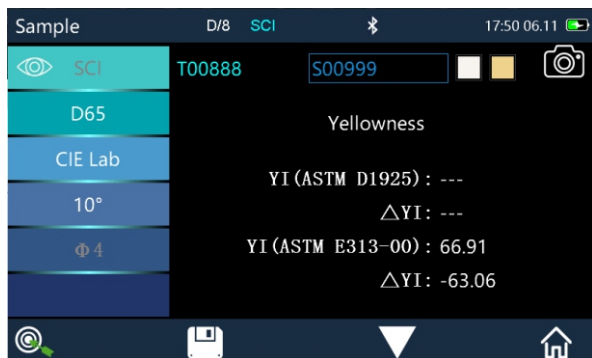 Sample D/8 SCI 17:50 06.11
SCI T00888 S00999
D65
Yellowness
CIE Lab
YI(ASTM D1925): ---
10°
△YI: ---
Φ4
YI(ASTM E313-00): 66.91
△YI: -63.06